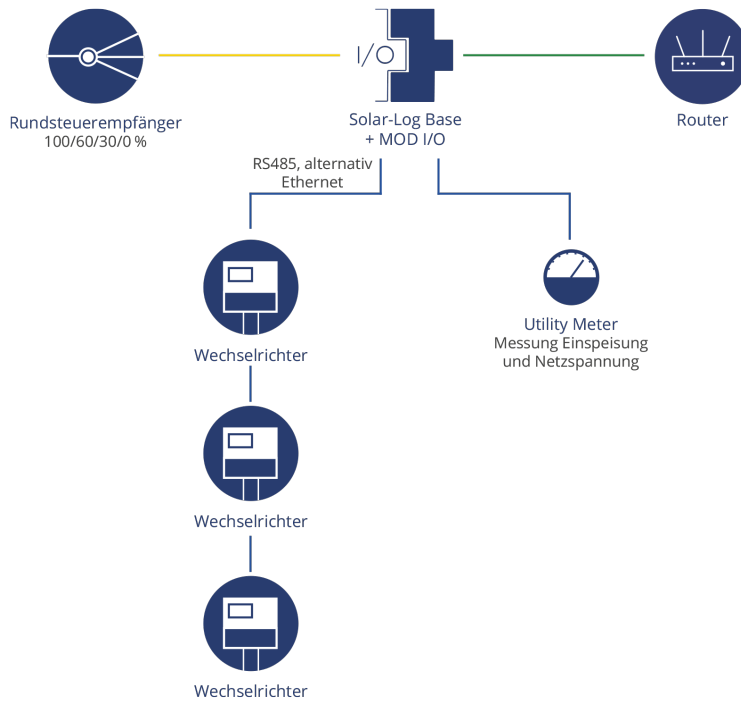 I/O
Rundsteuerempfänger
100/60/30/0 %
Solar-Log Base
+ MOD I/O
Router
RS485, alternativ
Ethernet
Wechselrichter
Utility Meter
Messung Einspeisung
und Netzspannung
Wechselrichter
Wechselrichter